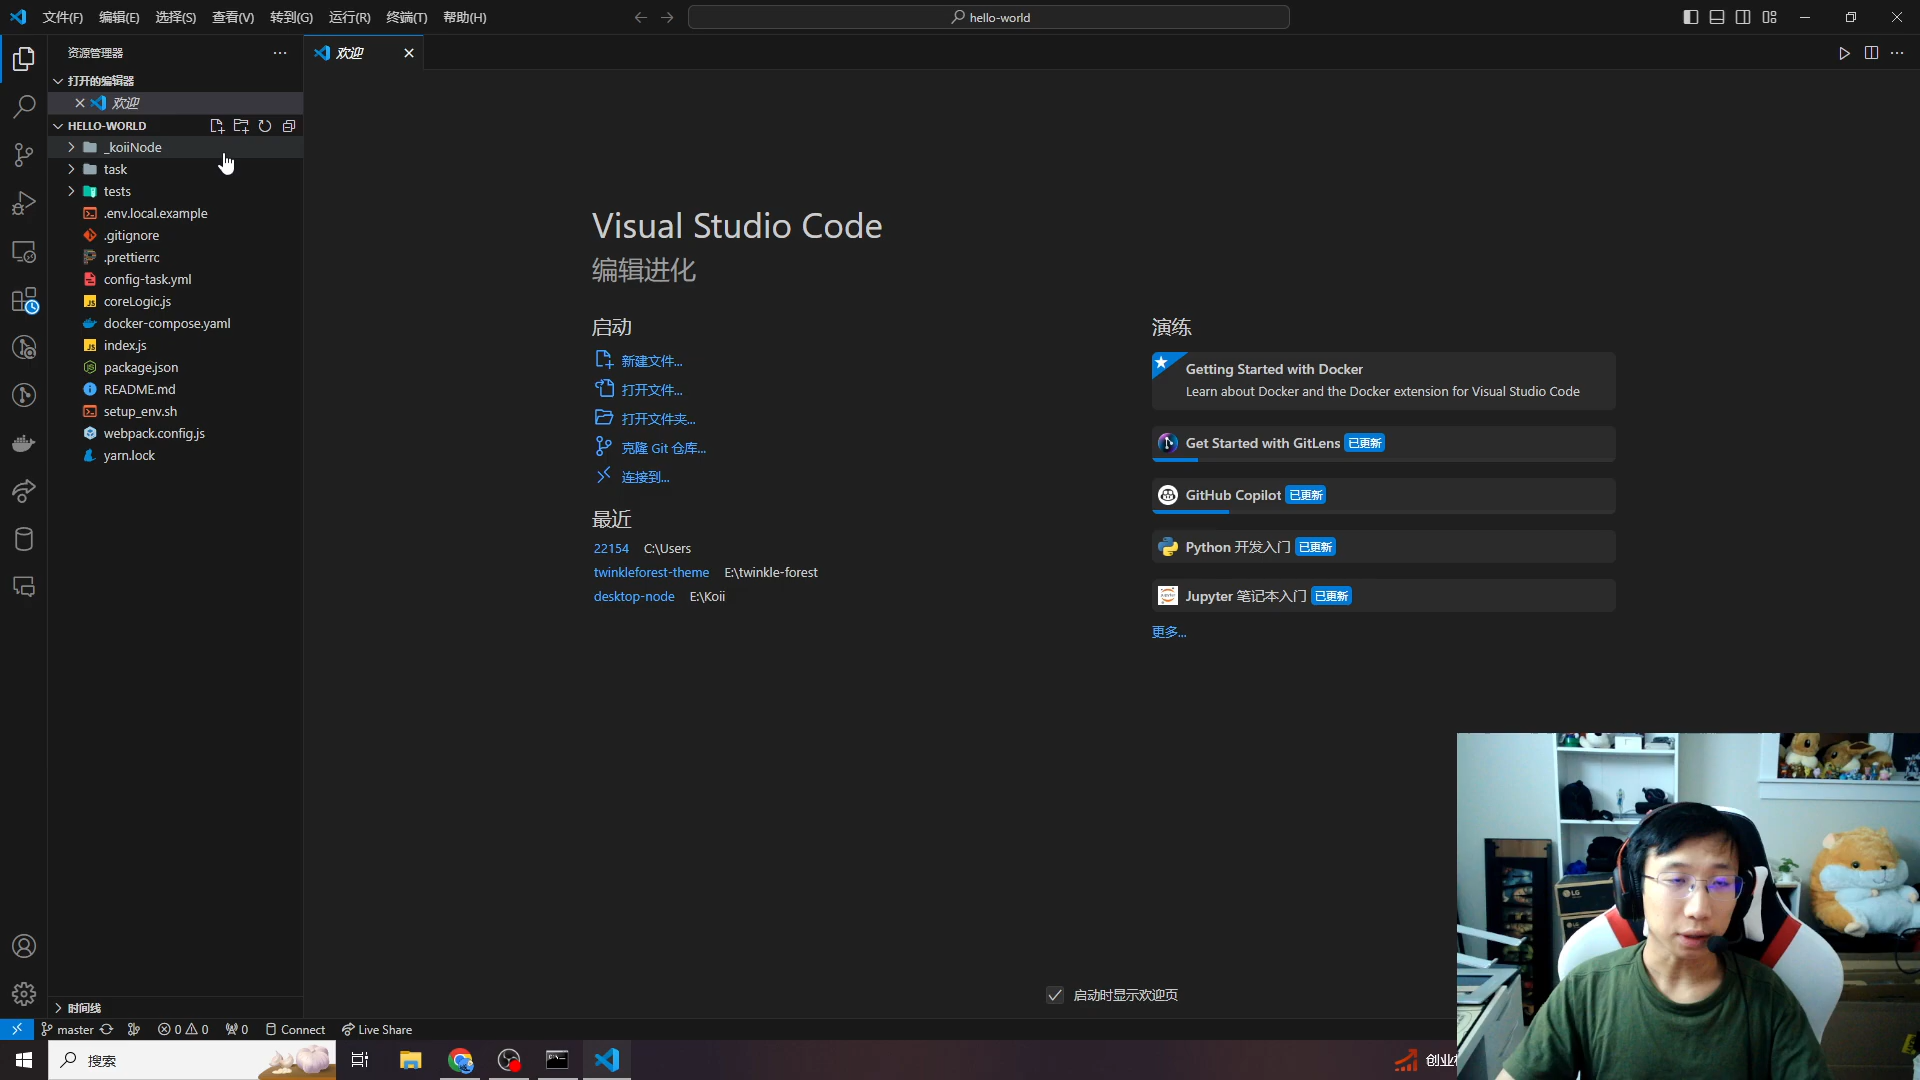 文件(F) 编辑(E) 选择(S) 查看(V) 转到(G) 运行(R) 终端(T) 帮助(H)
hello-world
资源管理器
欢迎
打开的编辑器
欢迎
HELLO-WORLD
_koiiNode
task
tests
.env.local.example
.gitignore
.prettierrc
config-task.yml
coreLogic.js
docker-compose.yaml
index.js
package.json
README.md
setup_env.sh
webpack.config.js
yarn.lock
时间线
Visual Studio Code
编辑进化
启动
新建文件...
打开文件...
打开文件夹...
克隆 Git 仓库...
连接到...
最近
22154 C:\Users
twinkleforest-theme E:\twinkle-forest
desktop-node E:\Koii
演练
Getting Started with Docker
Learn about Docker and the Docker extension for Visual Studio Code
Get Started with GitLens 已更新
GitHub Copilot 已更新
Python 开发入门 已更新
Jupyter 笔记本入门 已更新
更多...
启动时显示欢迎页
master 0 0 0 Connect Live Share
搜索
创业
LG